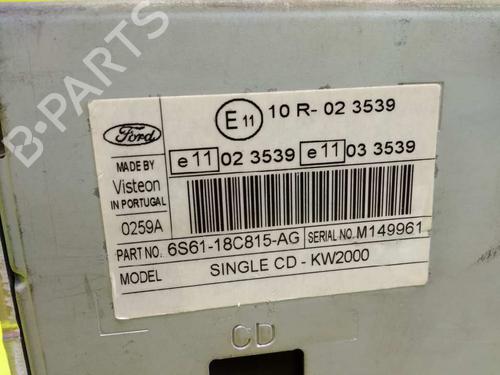 E 11 10 R- 02 3539
Ford
e 11 02 3539 e 11 03 3539
MADE BY
Visteon
IN PORTUGAL
0259A
PART NO. 6S61-18C815-AG SERIAL NO. M149961
MODEL SINGLE CD - KW2000
CD
B-PARTS